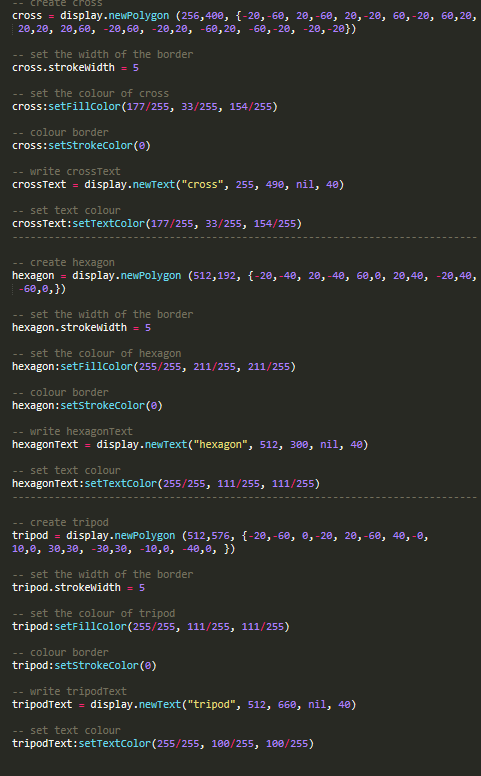 -- create cross
cross = display.newPolygon (256,400, {-20,-60, 20,-60, 20,-20, 60,-20, 60,20,
20,20, 20,60, -20,60, -20,20, -60,20, -60,-20, -20,-20})
-- set the width of the border
cross.strokeWidth = 5
-- set the colour of cross
cross:setFillColor(177/255, 33/255, 154/255)
-- colour border
cross:setStrokeColor(0)
-- write crossText
crossText = display.newText("cross", 255, 490, nil, 40)
-- set text colour
crossText:setTextColor(177/255, 33/255, 154/255)
--------------------------------------------------------------------------
-- create hexagon
hexagon = display.newPolygon (512,192, {-20,-40, 20,-40, 60,0, 20,40, -20,40,
-60,0,})
-- set the width of the border
hexagon.strokeWidth = 5
-- set the colour of hexagon
hexagon:setFillColor(255/255, 211/255, 211/255)
-- colour border
hexagon:setStrokeColor(0)
-- write hexagonText
hexagonText = display.newText("hexagon", 512, 300, nil, 40)
-- set text colour
hexagonText:setTextColor(255/255, 111/255, 111/255)
--------------------------------------------------------------------------
-- create tripod
tripod = display.newPolygon (512,576, {-20,-60, 0,-20, 20,-60, 40,-0,
10,0, 30,30, -30,30, -10,0, -40,0, })
-- set the width of the border
tripod.strokeWidth = 5
-- set the colour of tripod
tripod:setFillColor(255/255, 111/255, 111/255)
-- colour border
tripod:setStrokeColor(0)
-- write tripodText
tripodText = display.newText("tripod", 512, 660, nil, 40)
-- set text colour
tripodText:setTextColor(255/255, 100/255, 100/255)